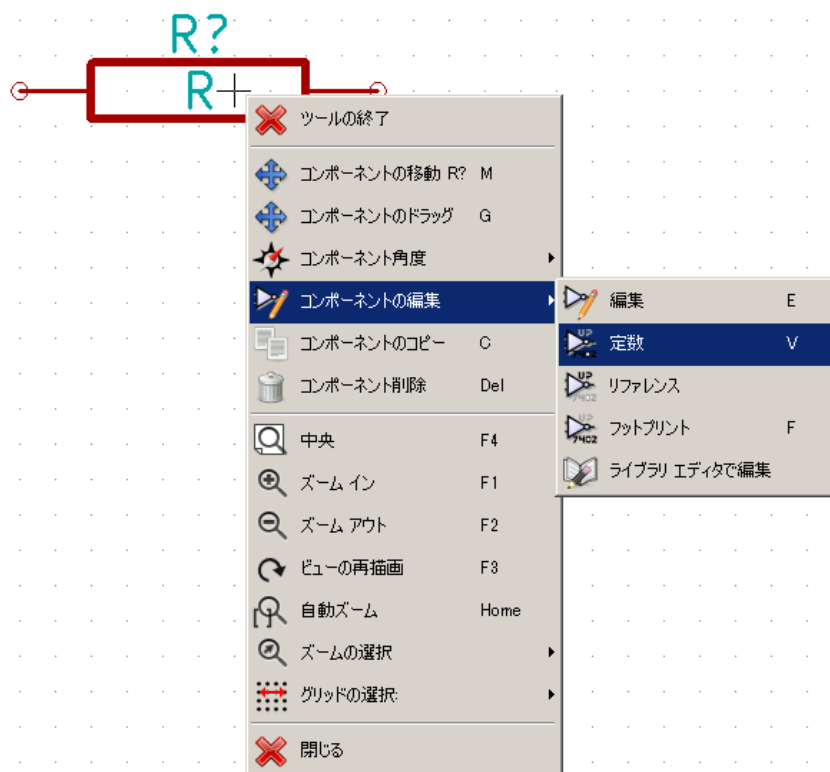 R?
R
ツールの終了
コンポーネントの移動 R? M
コンポーネントのドラッグ G
コンポーネント角度
コンポーネントの編集
コンポーネントのコピー C
コンポーネント削除 Del
中央 F4
ズーム イン F1
ズーム アウト F2
ビューの再描画 F3
自動ズーム Home
ズームの選択
グリッドの選択:
閉じる
編集 E
定数 V
リファレンス
フットプリント F
ライブラリ エディタで編集